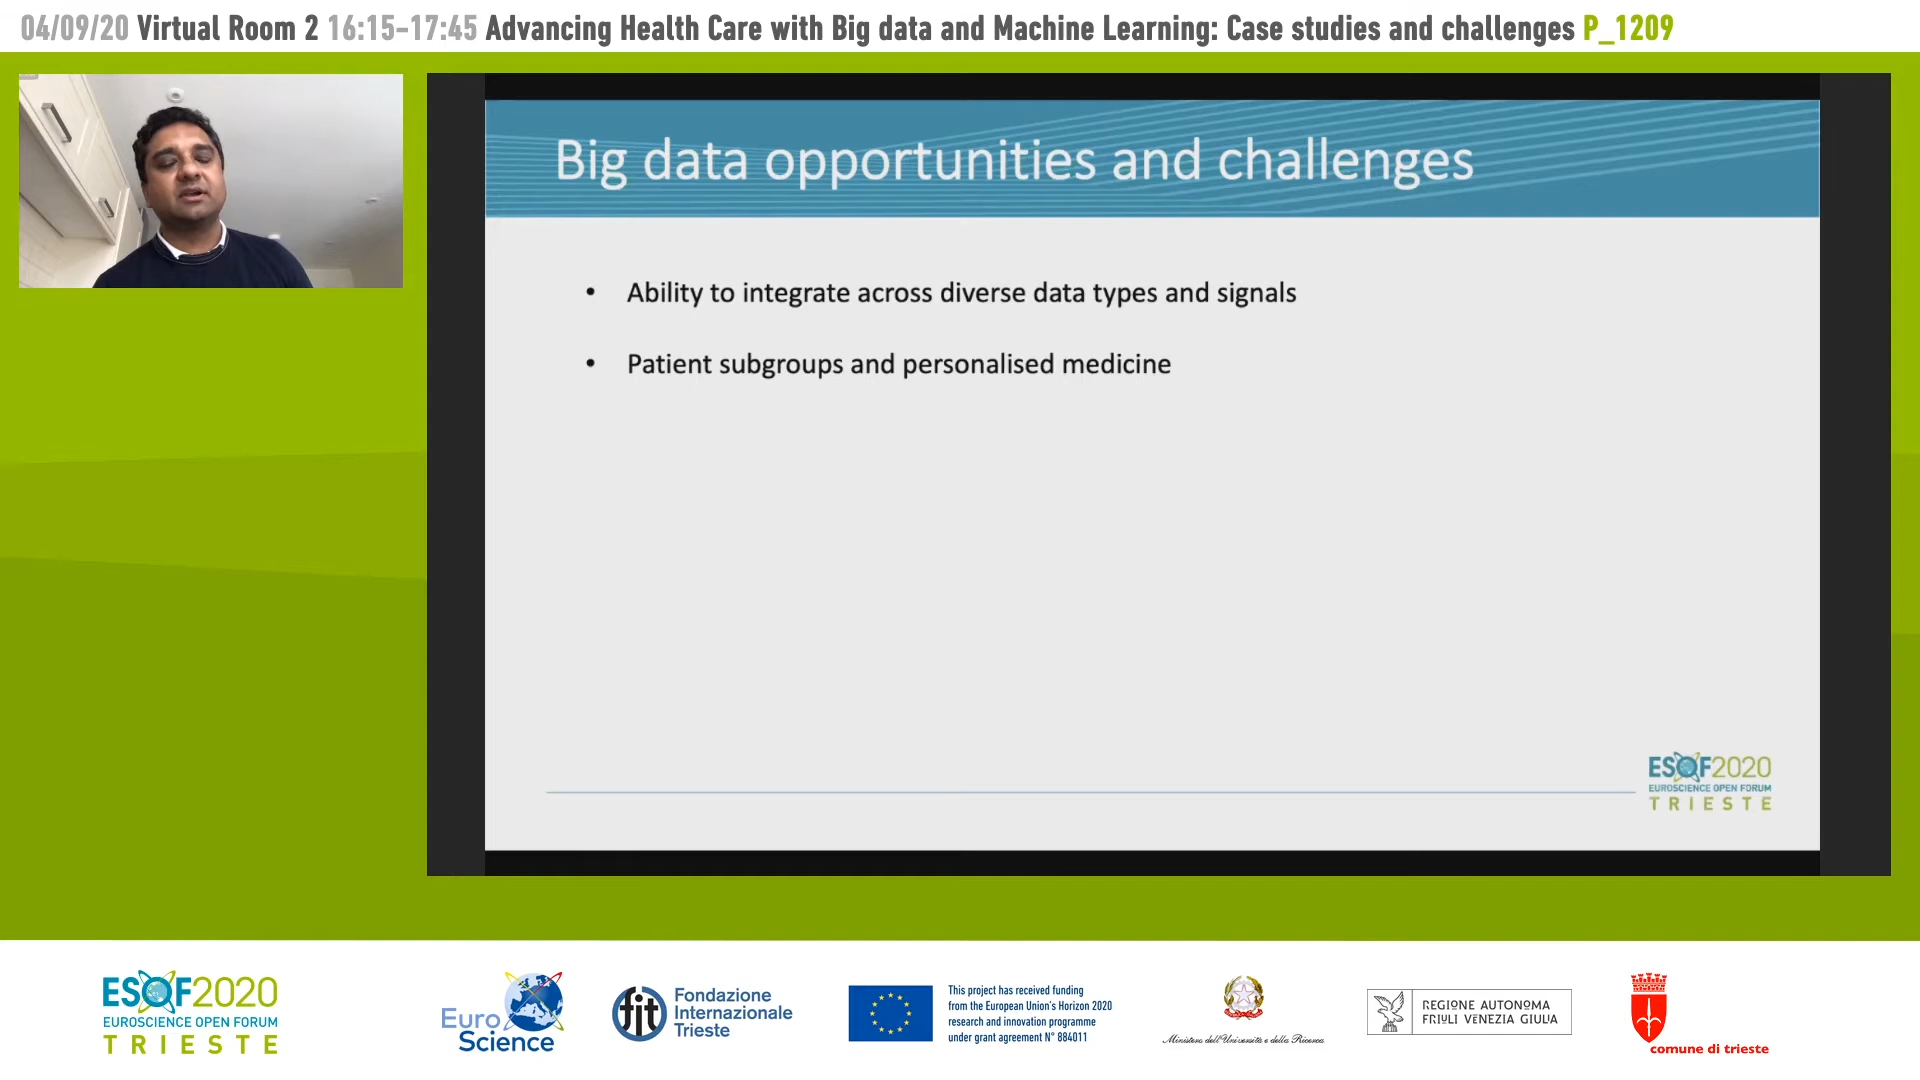 04/09/20 Virtual Room 2 16:15-17:45 Advancing Health Care with Big data and Machine Learning: Case studies and challenges P_1209
Big data opportunities and challenges
• Ability to integrate across diverse data types and signals
• Patient subgroups and personalised medicine
ESOF2020
EUROSCIENCE OPEN FORUM
TRIESTE
ESOF2020
EUROSCIENCE OPEN FORUM
TRIESTE
Euro
Science
fit
Fondazione
Internazionale
Trieste
This project has received funding
from the European Union's Horizon 2020
research and innovation programme
under grant agreement N° 884011
Ministero dell'Università e della Ricerca
REGIONE AUTONOMA
FRIULI VENEZIA GIULIA
comune di trieste